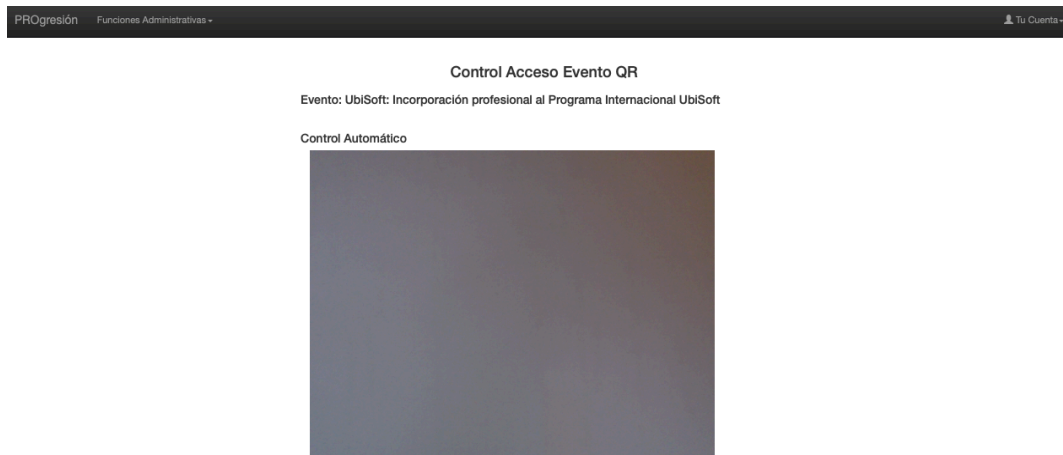 PROgresión Funciones Administrativas Tu Cuenta
Control Acceso Evento QR
Evento: UbiSoft: Incorporación profesional al Programa Internacional UbiSoft
Control Automático